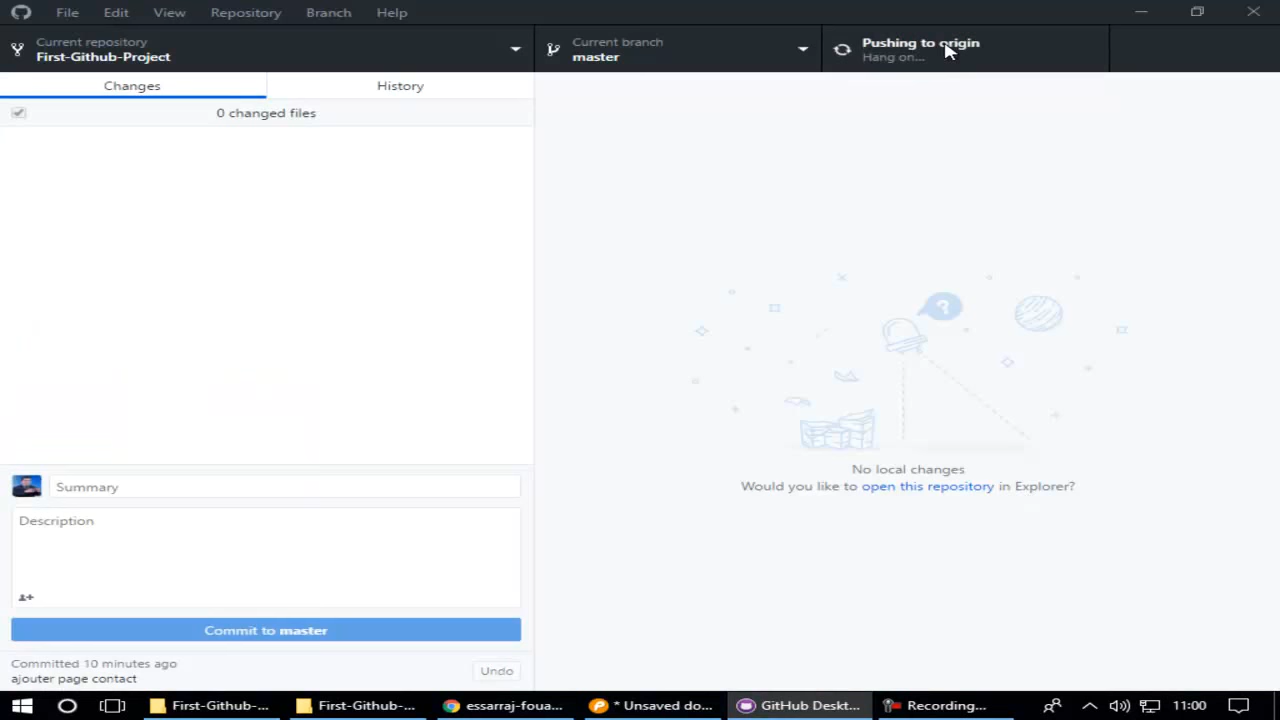 File Edit View Repository Branch Help
Current repository
First-Github-Project
Current branch
master
Pushing to origin
Hang on...
Changes
History
0 changed files
?
No local changes
Would you like to open this repository in Explorer?
Summary
Description
Commit to master
Committed 10 minutes ago
ajouter page contact
Undo
First-Github-... First-Github-... essarraj-foua... * Unsaved do... GitHub Deskt... Recording... 11:00